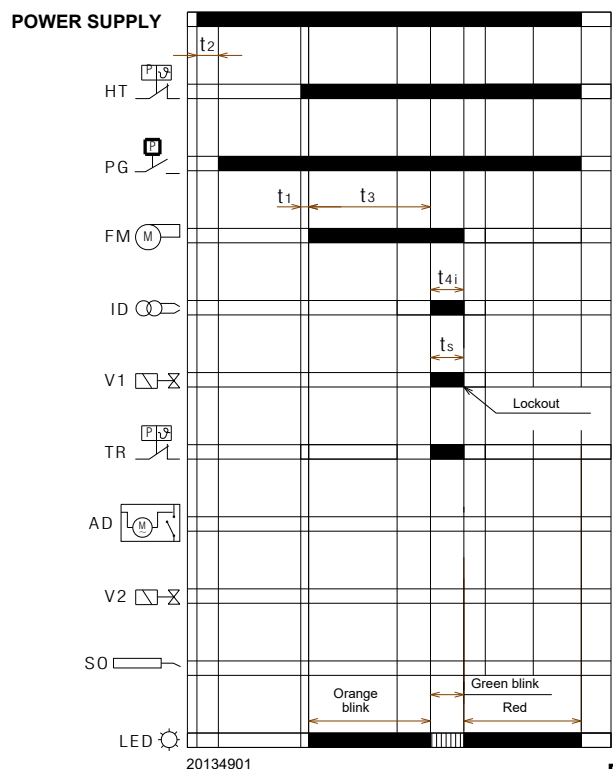 POWER SUPPLY
t2
P ϑ
HT
P
PG
t1
t3
FM M
t4i
ID
ts
V1
Lockout
P ϑ
TR
AD M ~
V2
SO
Green blink
Orange
blink
Red
LED
20134901